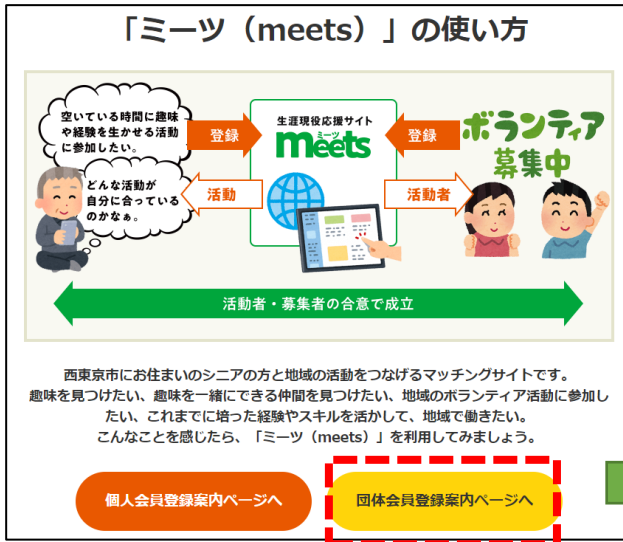 「ミーツ（meets）」の使い方
空いている時間に趣味
や経験を生かせる活動
に参加したい。
どんな活動が
自分に合っている
のかなぁ。
登録
活動
生涯現役応援サイト
ミーツ
meets
登録
活動者
ボランティア
募集中
活動者・募集者の合意で成立
西東京市にお住まいのシニアの方と地域の活動をつなげるマッチングサイトです。
趣味を見つけたい、趣味を一緒にできる仲間を見つけたい、地域のボランティア活動に参加し
たい、これまでに培った経験やスキルを活かして、地域で働きたい。
こんなことを感じたら、「ミーツ（meets）」を利用してみましょう。
個人会員登録案内ページへ
団体会員登録案内ページへ